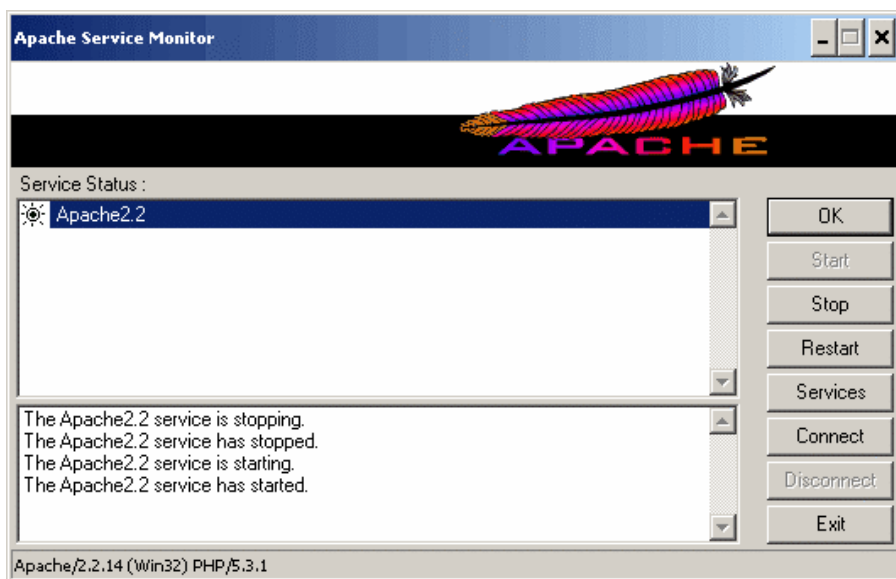 Apache Service Monitor
APACHE
Service Status :
Apache2.2
OK
Start
Stop
Restart
Services
Connect
Disconnect
Exit
The Apache2.2 service is stopping.
The Apache2.2 service has stopped.
The Apache2.2 service is starting.
The Apache2.2 service has started.
Apache/2.2.14 (Win32) PHP/5.3.1